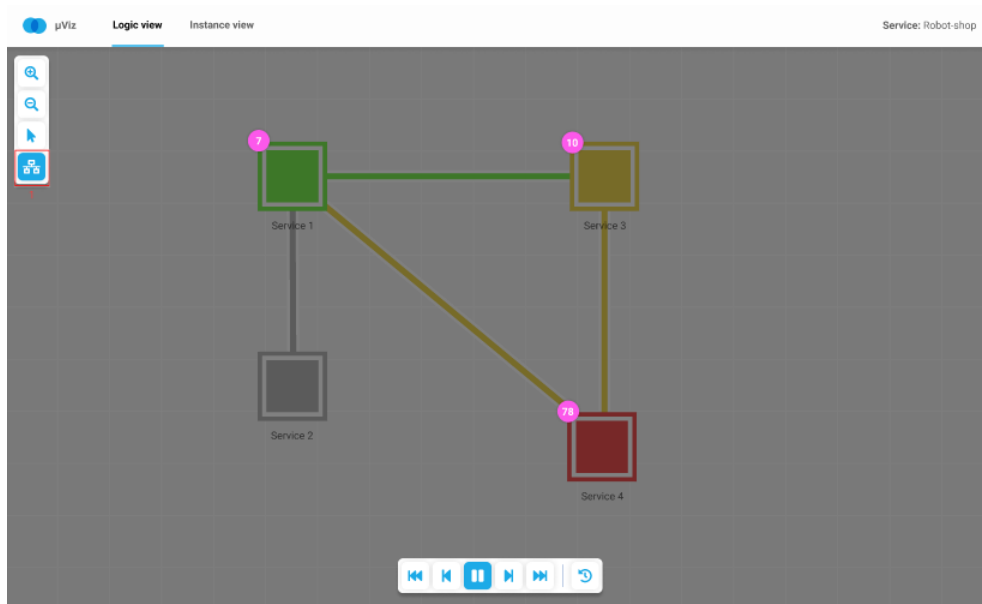 µViz Logic view Instance view Service: Robot-shop
7 10
Service 1 Service 3
78
Service 2
Service 4